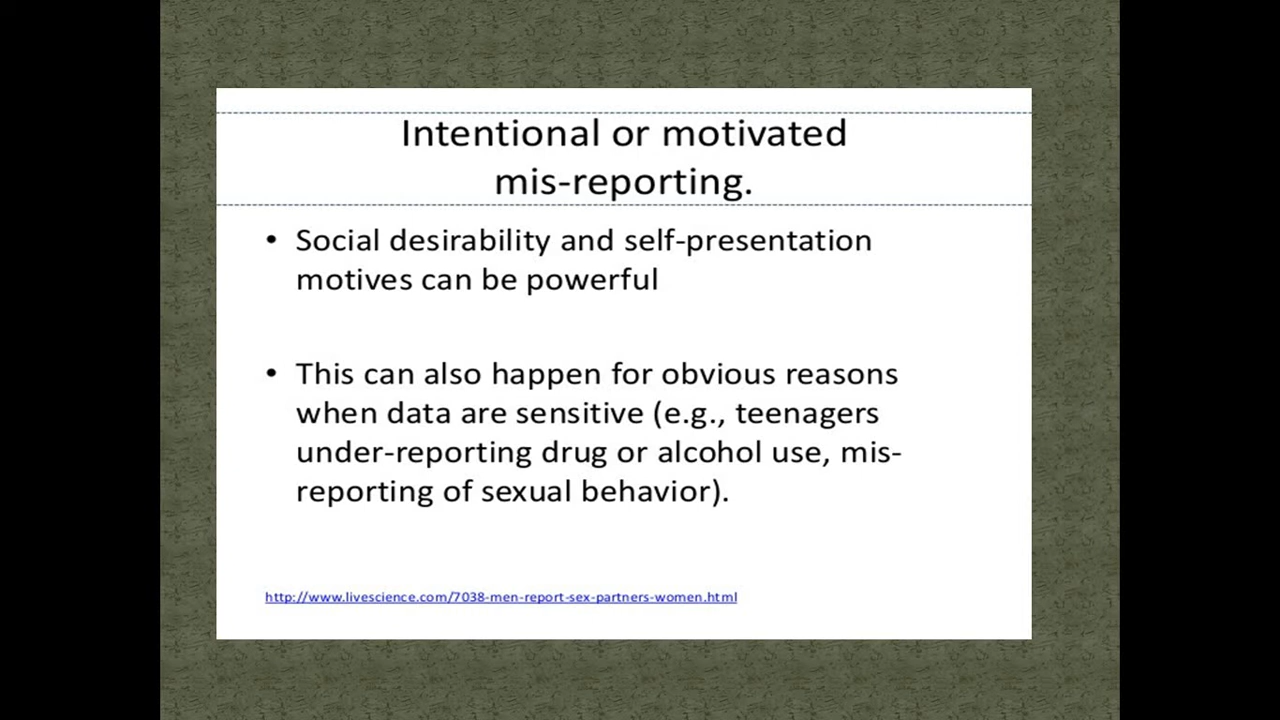 Intentional or motivated
mis-reporting.
• Social desirability and self-presentation
motives can be powerful
• This can also happen for obvious reasons
when data are sensitive (e.g., teenagers
under-reporting drug or alcohol use, mis-
reporting of sexual behavior).
http://www.livescience.com/7038-men-report-sex-partners-women.html